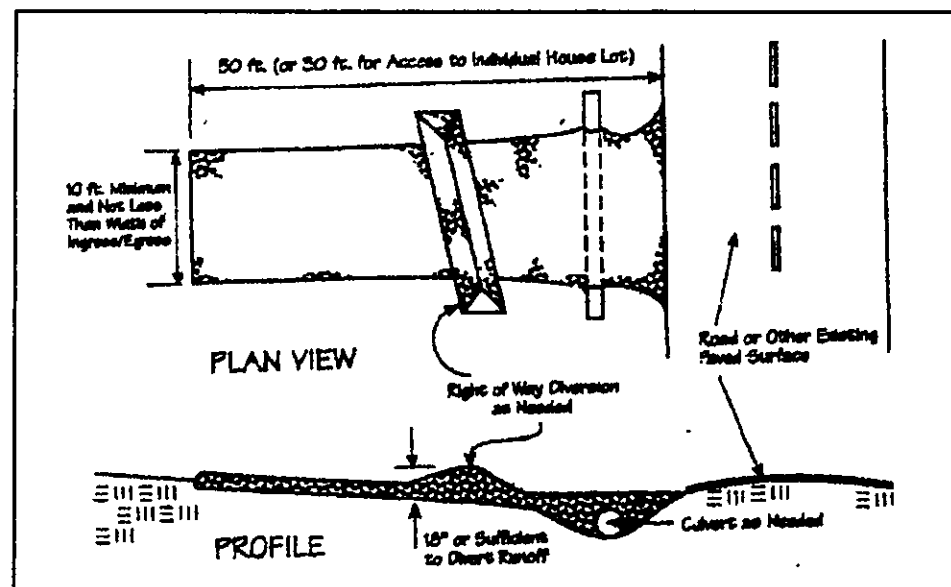 50 ft. (or 30 ft. for Access to Individual House Lot)
10 ft. Minimum
and Not Less
Than Width of
Ingress/Egress
PLAN VIEW
Right of Way Diversion
as Needed
Road or Other Existing
Paved Surface
Culvert as Needed
18" or Sufficient
to Divert Runoff
PROFILE